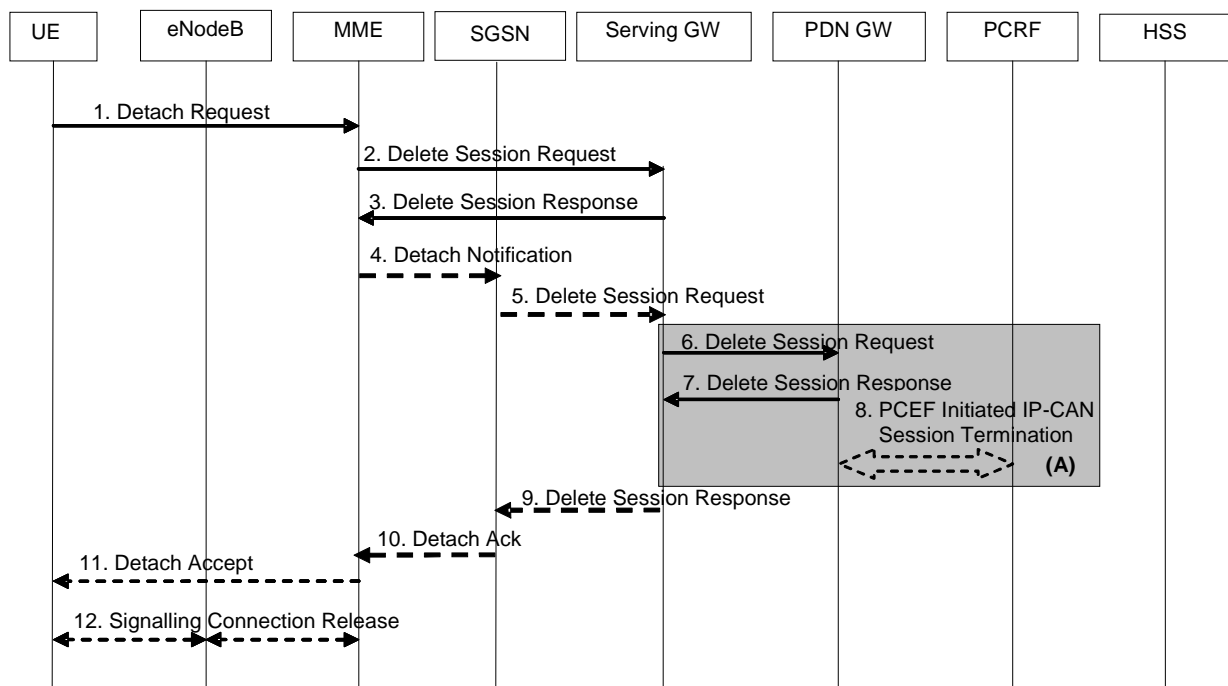 UE
eNodeB
MME
SGSN
Serving GW
PDN GW
PCRF
HSS
1. Detach Request
2. Delete Session Request
3. Delete Session Response
4. Detach Notification
5. Delete Session Request
6. Delete Session Request
7. Delete Session Response
8. PCEF Initiated IP-CAN
Session Termination
(A)
9. Delete Session Response
10. Detach Ack
11. Detach Accept
12. Signalling Connection Release